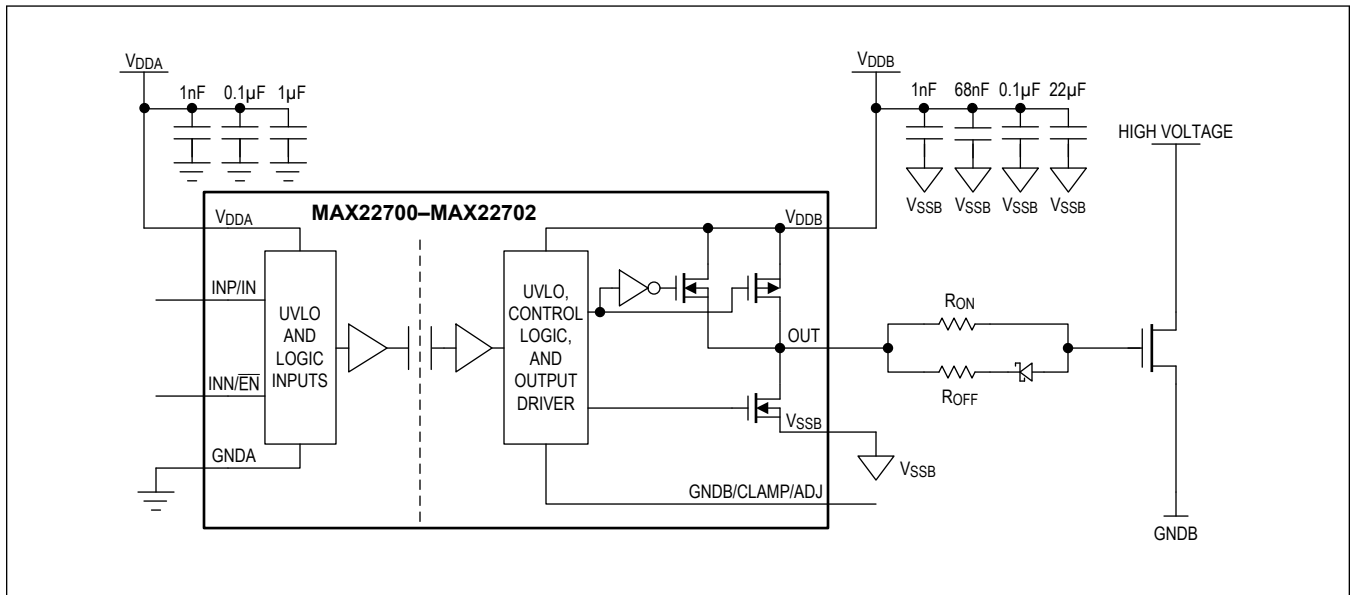 VDDA
1nF 0.1µF 1µF
VDDB
1nF 68nF 0.1µF 22µF
HIGH VOLTAGE
VSSB VSSB VSSB VSSB
MAX22700–MAX22702
VDDA
VDDB
INP/IN
UVLO
AND
LOGIC
INPUTS
INN/EN
GNDA
UVLO,
CONTROL
LOGIC,
AND
OUTPUT
DRIVER
OUT
RON
ROFF
VSSB
VSSB
GNDB/CLAMP/ADJ
GNDB